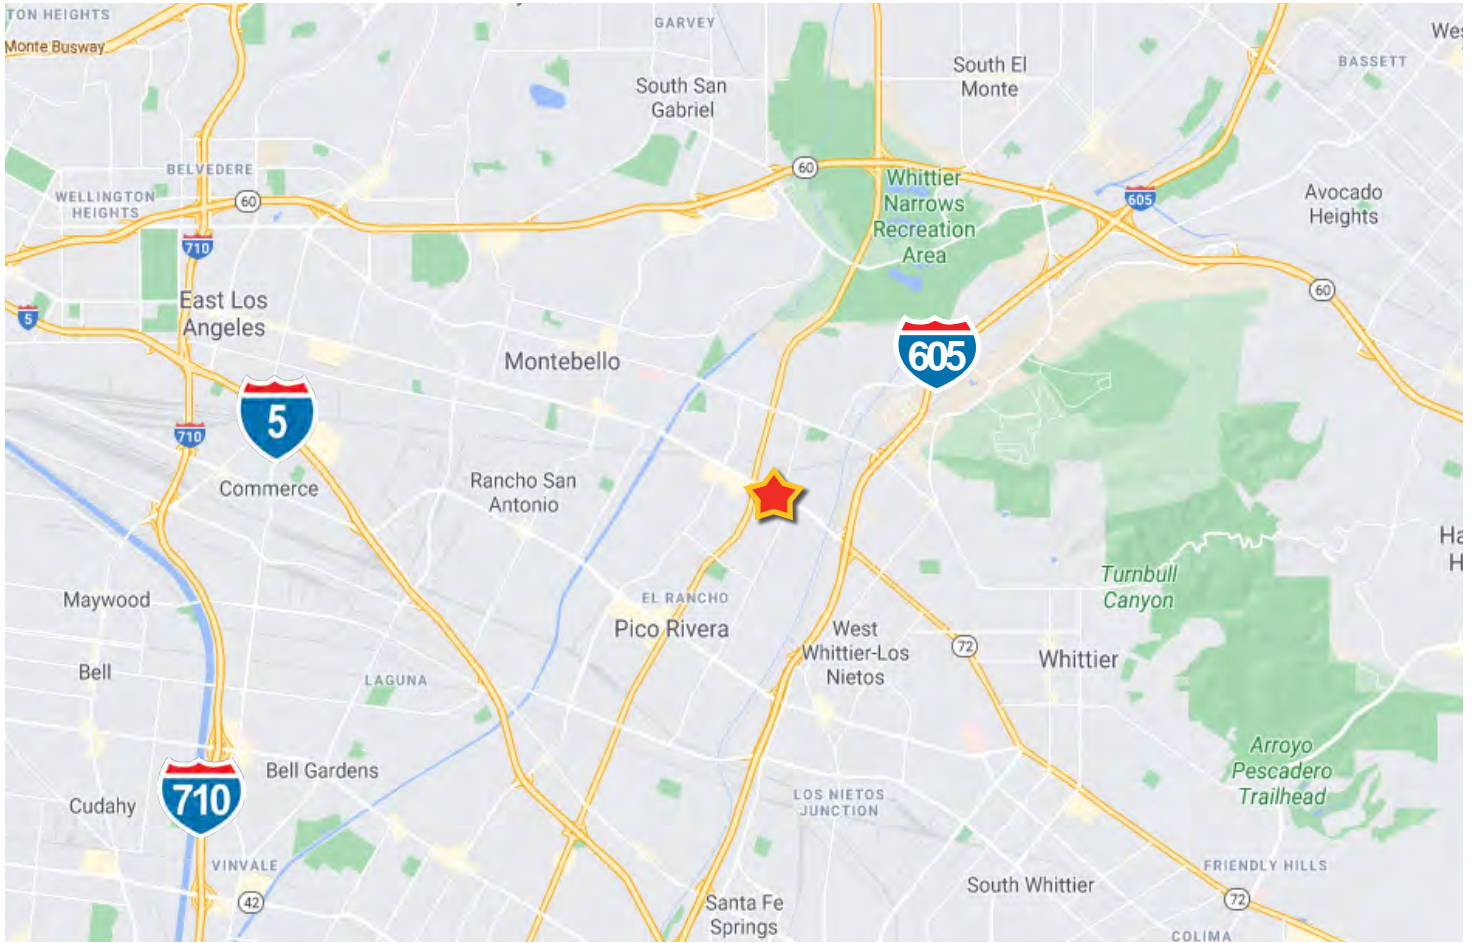 TON HEIGHTS
Monte Busway
GARVEY
South San
Gabriel
South El
Monte
BASSETT
BELVEDERE
WELLINGTON
HEIGHTS
60
60
Whittier
Narrows
Recreation
Area
605
Avocado
Heights
710
60
5
East Los
Angeles
Montebello
605
5
710
Commerce
Rancho San
Antonio
Turnbull
Canyon
Maywood
EL RANCHO
Pico Rivera
West
Whittier-Los
Nietos
72
Whittier
Bell
LAGUNA
Arroyo
Pescadero
Trailhead
Bell Gardens
710
Cudahy
LOS NIETOS
JUNCTION
VINVALE
FRIENDLY HILLS
South Whittier
42
Santa Fe
Springs
72
COLIMA